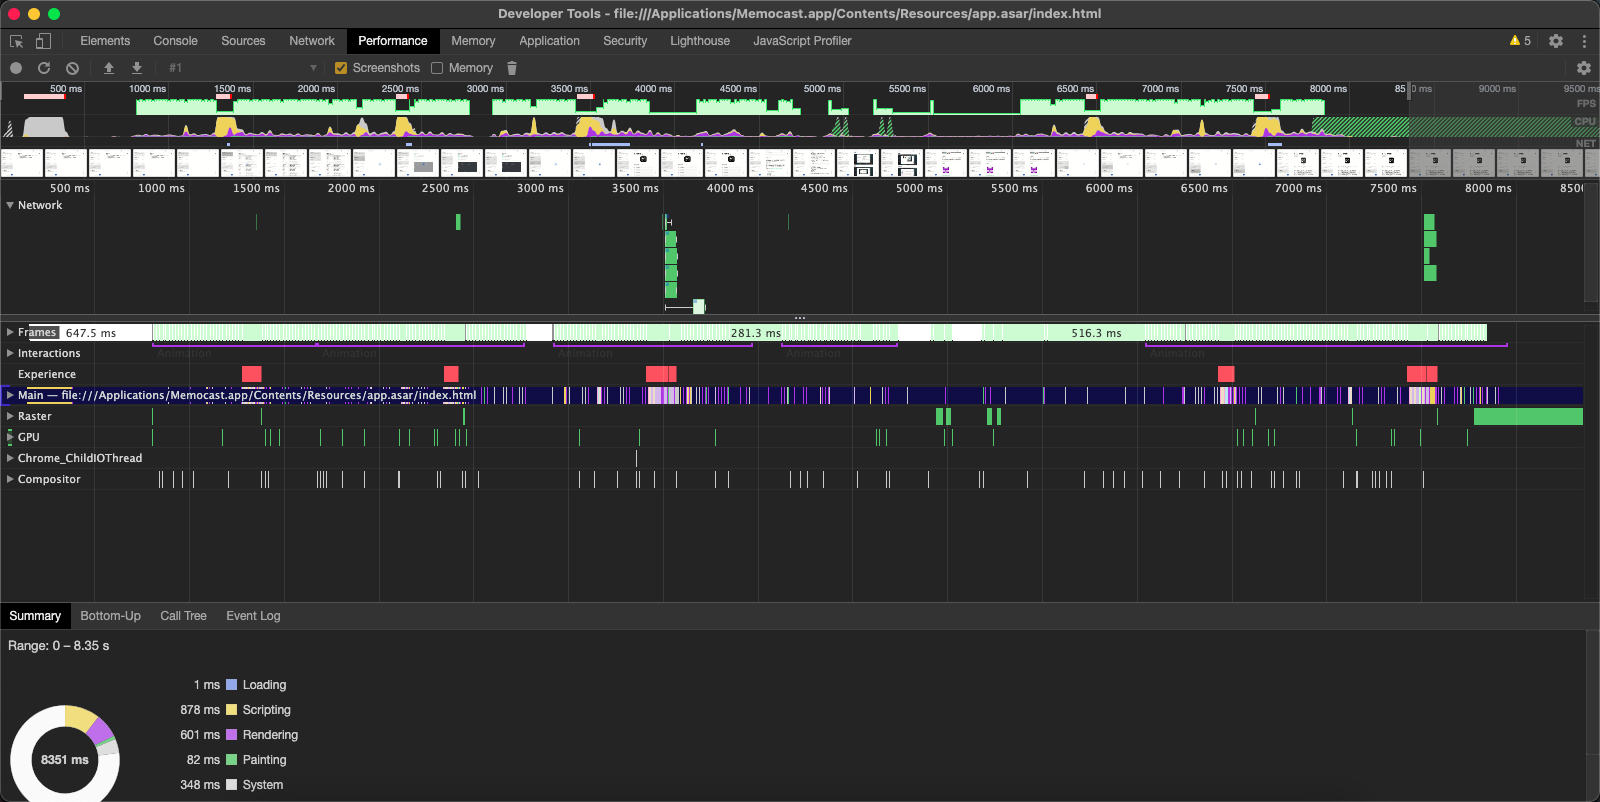 Developer Tools - file:///Applications/Memocast.app/Contents/Resources/app.asar/index.html
Elements Console Sources Network Performance Memory Application Security Lighthouse JavaScript Profiler 5
#1 Screenshots Memory
500 ms 1000 ms 1500 ms 2000 ms 2500 ms 3000 ms 3500 ms 4000 ms 4500 ms 5000 ms 5500 ms 6000 ms 6500 ms 7000 ms 7500 ms 8000 ms 85 0 ms 9000 ms 9500 ms
FPS
CPU
NET
500 ms 1000 ms 1500 ms 2000 ms 2500 ms 3000 ms 3500 ms 4000 ms 4500 ms 5000 ms 5500 ms 6000 ms 6500 ms 7000 ms 7500 ms 8000 ms 8500
Network
Frames 647.5 ms 281.3 ms 516.3 ms
Interactions Animation Animation Animation Animation Animation
Experience
Main — file:///Applications/Memocast.app/Contents/Resources/app.asar/index.html
Raster
GPU
Chrome_ChildIOThread
Compositor
Summary Bottom-Up Call Tree Event Log
Range: 0 – 8.35 s
1 ms Loading
878 ms Scripting
601 ms Rendering
8351 ms
82 ms Painting
348 ms System